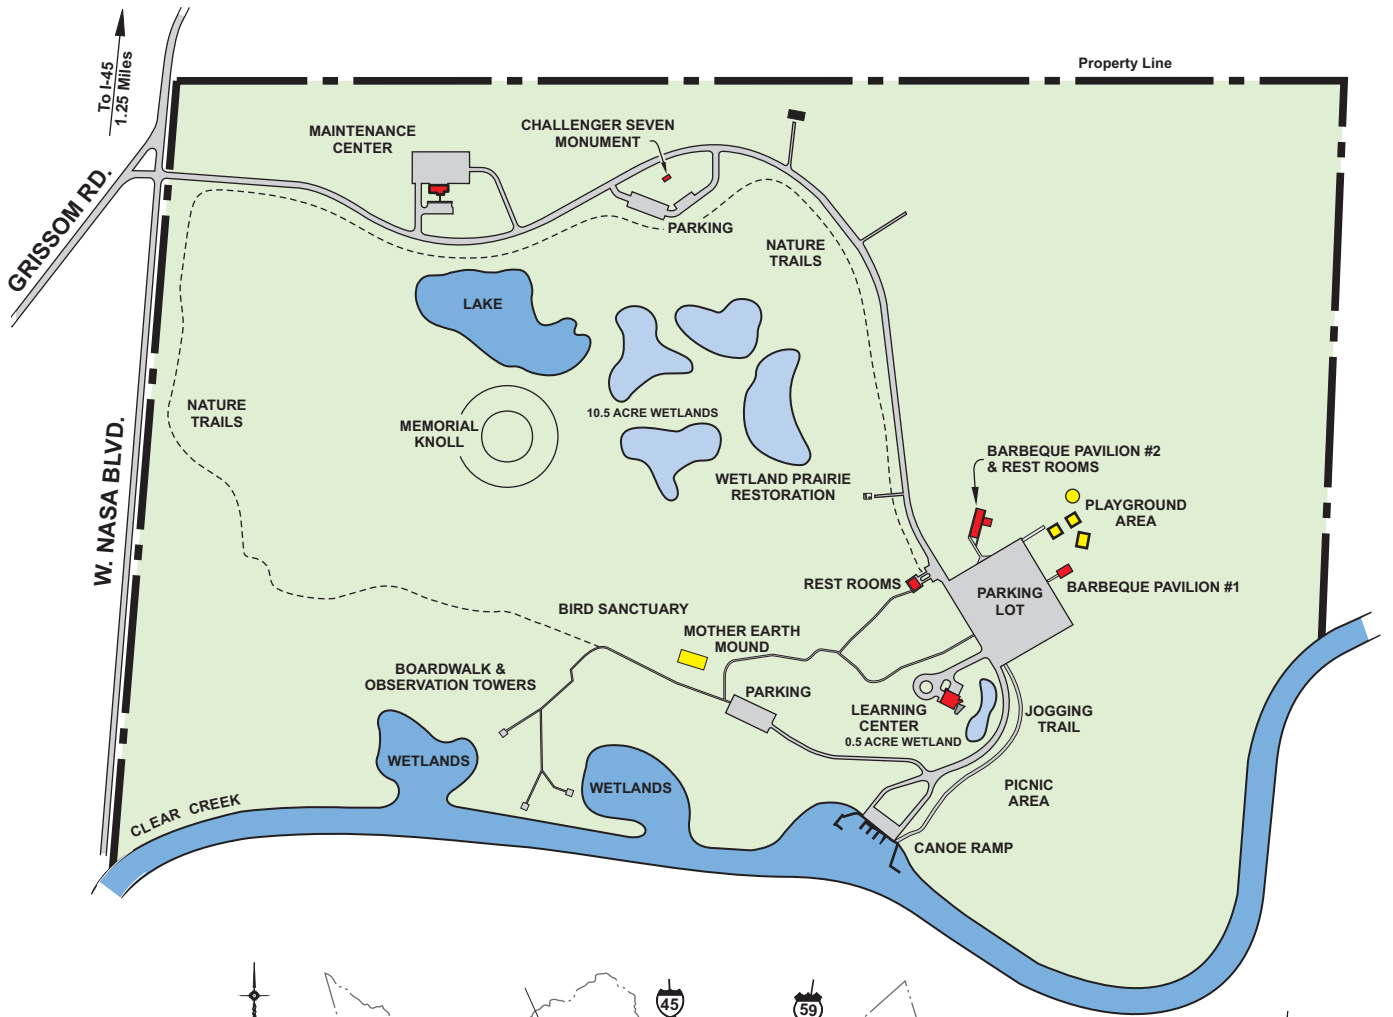 Property Line
To I-45
1.25 Miles
MAINTENANCE
CENTER
CHALLENGER SEVEN
MONUMENT
GRISSOM RD.
PARKING
NATURE
TRAILS
LAKE
NATURE
TRAILS
10.5 ACRE WETLANDS
MEMORIAL
KNOLL
W. NASA BLVD.
WETLAND PRAIRIE
RESTORATION
BARBEQUE PAVILION #2
& REST ROOMS
PLAYGROUND
AREA
REST ROOMS
PARKING
LOT
BARBEQUE PAVILION #1
BIRD SANCTUARY
MOTHER EARTH
MOUND
BOARDWALK &
OBSERVATION TOWERS
PARKING
LEARNING
CENTER
0.5 ACRE WETLAND
JOGGING
TRAIL
WETLANDS
WETLANDS
PICNIC
AREA
CLEAR CREEK
CANOE RAMP
45
59